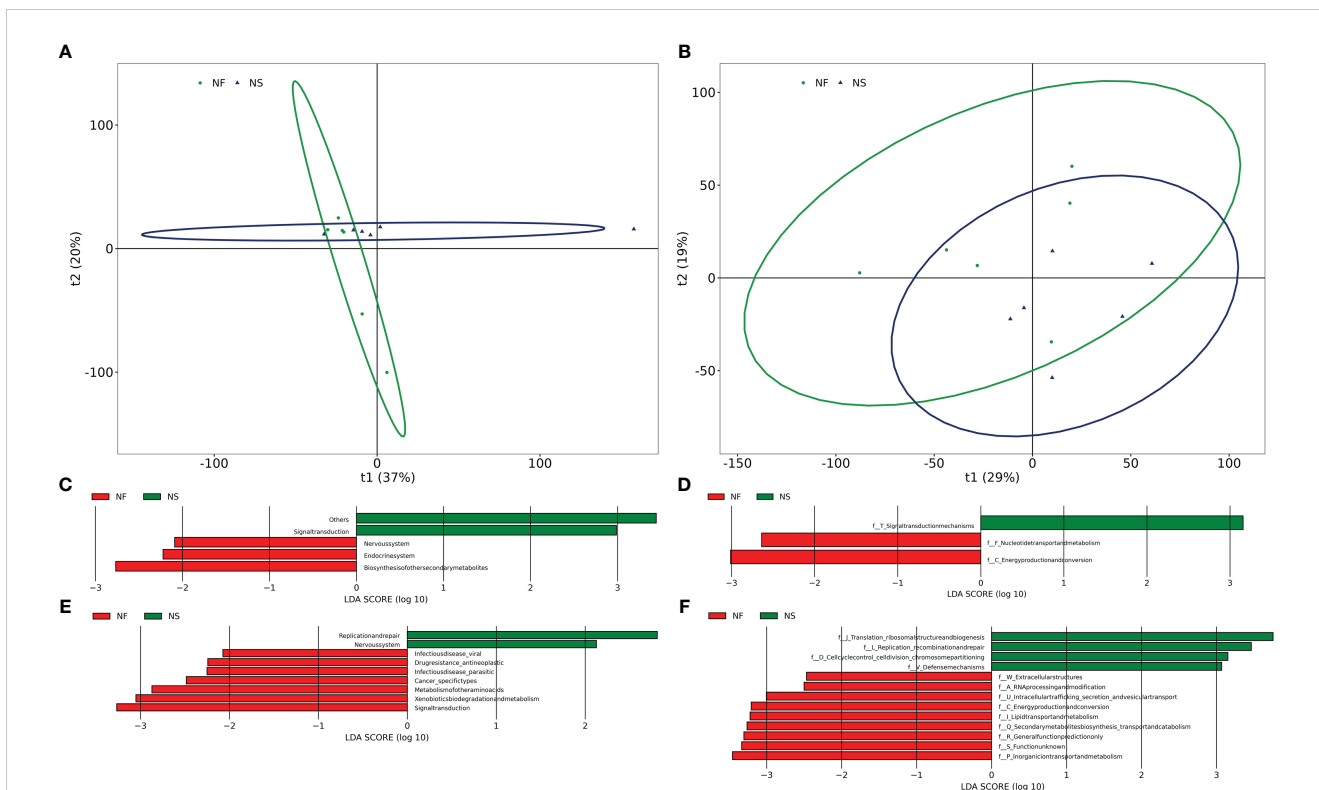 A
NF NS
100
0
-100
t2 (20%)
-100 0 100
t1 (37%)
B
NF NS
100
50
0
-50
t2 (19%)
-150 -100 -50 0 50 100
t1 (29%)
C
NF NS
Others
Signaltransduction
Nervoussystem
Endocrinesystem
Biosynthesisofothersecondarymetabolites
−3 −2 −1 0 1 2 3
LDA SCORE (log 10)
D
NF NS
f__T_Signaltransductionmechanisms
f__F_Nucleotidetransportandmetabolism
f__C_Energyproductionandconversion
−3 −2 −1 0 1 2 3
LDA SCORE (log 10)
E
NF NS
Replicationandrepair
Nervoussystem
Infectiousdisease_viral
Drugresistance_antineoplastic
Infectiousdisease_parasitic
Cancer_specifictypes
Metabolismofotheraminoacids
Xenobioticsbiodegradationandmetabolism
Signaltransduction
−3 −2 −1 0 1 2
LDA SCORE (log 10)
F
NF NS
f__J_Translation_ribosomalstructureandbiogenesis
f__L_Replication_recombinationandrepair
f__D_Cellcyclecontrol_celldivision_chromosomepartitioning
f__V_Defensemechanisms
f__W_Extracellularstructures
f__A_RNAprocessingandmodification
f__U_Intracellulartrafficking_secretion_andvesiculartransport
f__C_Energyproductionandconversion
f__I_Lipidtransportandmetabolism
f__Q_Secondarymetabolitesbiosynthesis_transportandcatabolism
f__R_Generalfunctionpredictiononly
f__S_Functionunknown
f__P_Inorganiciontransportandmetabolism
−3 −2 −1 0 1 2 3
LDA SCORE (log 10)